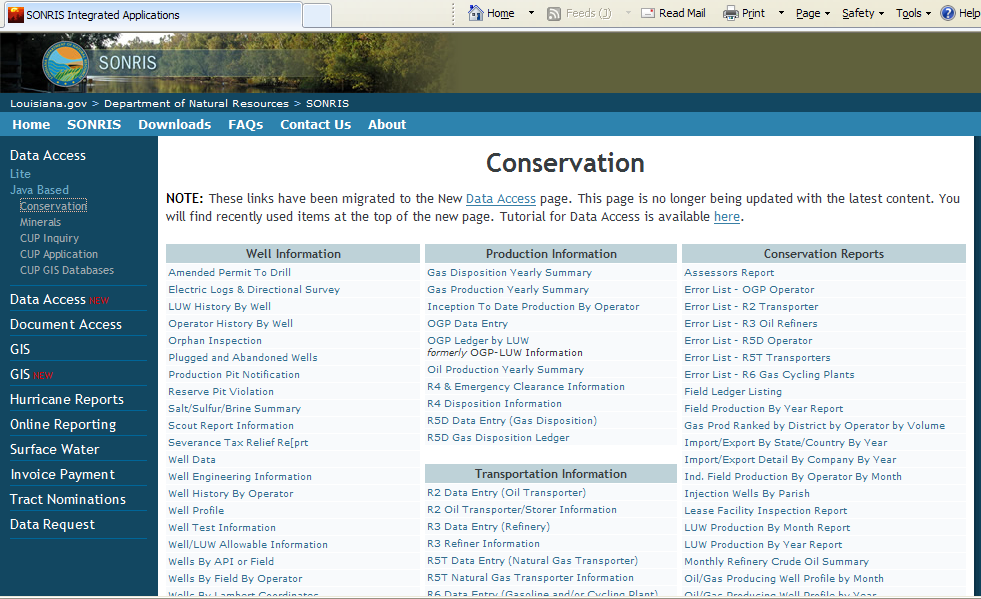 SONRIS Integrated Applications
Home
Feeds (J)
Read Mail
Print
Page
Safety
Tools
Help
SONRIS
Louisiana.gov > Department of Natural Resources > SONRIS
Home SONRIS Downloads FAQs Contact Us About
Data Access
Lite
Java Based
Conservation
Minerals
CUP Inquiry
CUP Application
CUP GIS Databases
Data Access NEW
Document Access
GIS
GIS NEW
Hurricane Reports
Online Reporting
Surface Water
Invoice Payment
Tract Nominations
Data Request
Conservation
NOTE: These links have been migrated to the New Data Access page. This page is no longer being updated with the latest content. You
will find recently used items at the top of the new page. Tutorial for Data Access is available here.
Well Information
Amended Permit To Drill
Electric Logs & Directional Survey
LUW History By Well
Operator History By Well
Orphan Inspection
Plugged and Abandoned Wells
Production Pit Notification
Reserve Pit Violation
Salt/Sulfur/Brine Summary
Scout Report Information
Severance Tax Relief Re[prt
Well Data
Well Engineering Information
Well History By Operator
Well Profile
Well Test Information
Well/LUW Allowable Information
Wells By API or Field
Wells By Field By Operator
Wells By Lambert Coordinates
Production Information
Gas Disposition Yearly Summary
Gas Production Yearly Summary
Inception To Date Production By Operator
OGP Data Entry
OGP Ledger by LUW
formerly OGP-LUW Information
Oil Production Yearly Summary
R4 & Emergency Clearance Information
R4 Disposition Information
R5D Data Entry (Gas Disposition)
R5D Gas Disposition Ledger
Transportation Information
R2 Data Entry (Oil Transporter)
R2 Oil Transporter/Storer Information
R3 Data Entry (Refinery)
R3 Refiner Information
R5T Data Entry (Natural Gas Transporter)
R5T Natural Gas Transporter Information
R6 Data Entry (Gasoline and/or Cycling Plant)
Conservation Reports
Assessors Report
Error List - OGP Operator
Error List - R2 Transporter
Error List - R3 Oil Refiners
Error List - R5D Operator
Error List - R5T Transporters
Error List - R6 Gas Cycling Plants
Field Ledger Listing
Field Production By Year Report
Gas Prod Ranked by District by Operator by Volume
Import/Export By State/Country By Year
Import/Export Detail By Company By Year
Ind. Field Production By Operator By Month
Injection Wells By Parish
Lease Facility Inspection Report
LUW Production By Month Report
LUW Production By Year Report
Monthly Refinery Crude Oil Summary
Oil/Gas Producing Well Profile by Month
Oil/Gas Producing Well Profile by Year